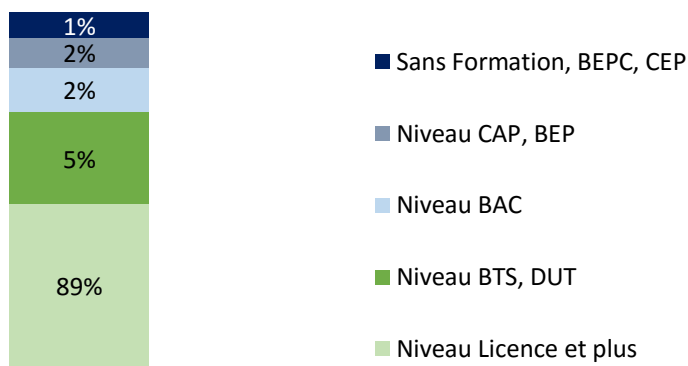 1%
2%
2%
5%
89%
Sans Formation, BEPC, CEP
Niveau CAP, BEP
Niveau BAC
Niveau BTS, DUT
Niveau Licence et plus